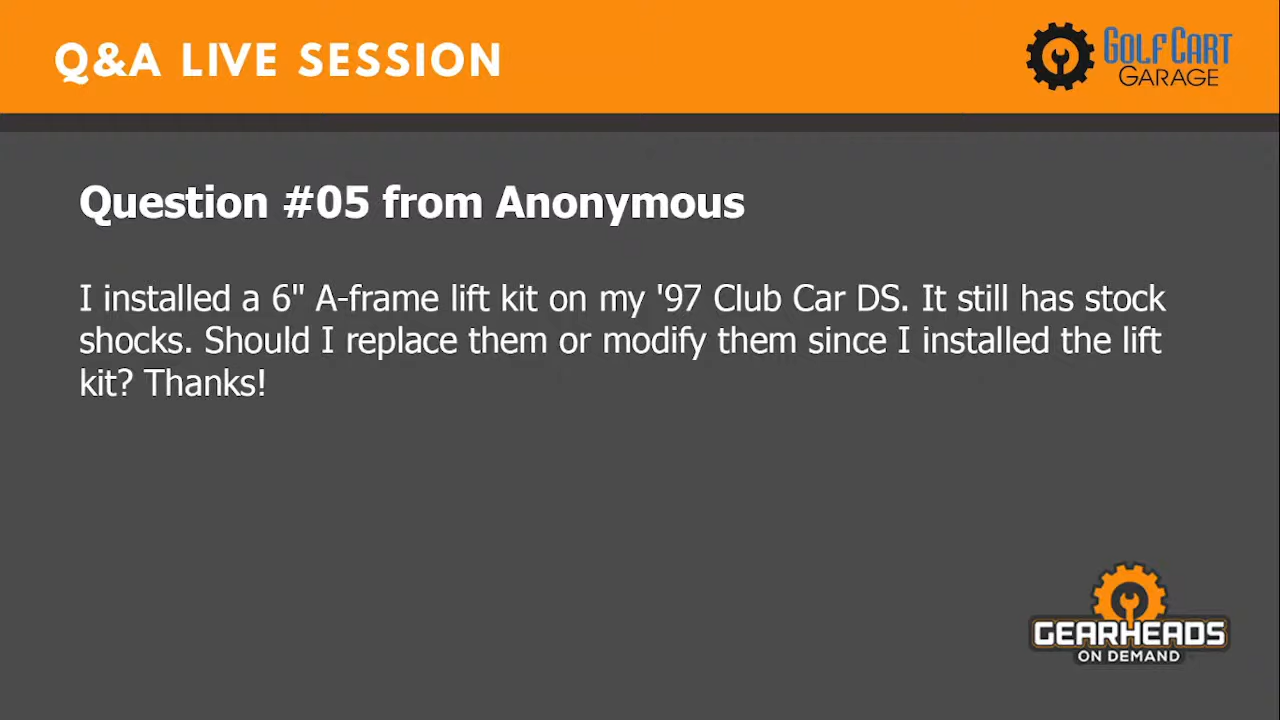 Q&A LIVE SESSION
GOLF CART
GARAGE
Question #05 from Anonymous
I installed a 6" A-frame lift kit on my '97 Club Car DS. It still has stock
shocks. Should I replace them or modify them since I installed the lift
kit? Thanks!
GEARHEADS
ON DEMAND